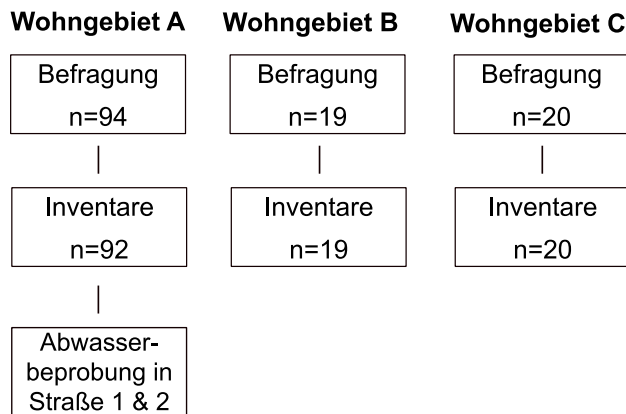 Wohngebiet A
Wohngebiet B
Wohngebiet C
Befragung
n=94
Befragung
n=19
Befragung
n=20
Inventare
n=92
Inventare
n=19
Inventare
n=20
Abwasser-
beprobung in
Straße 1 & 2